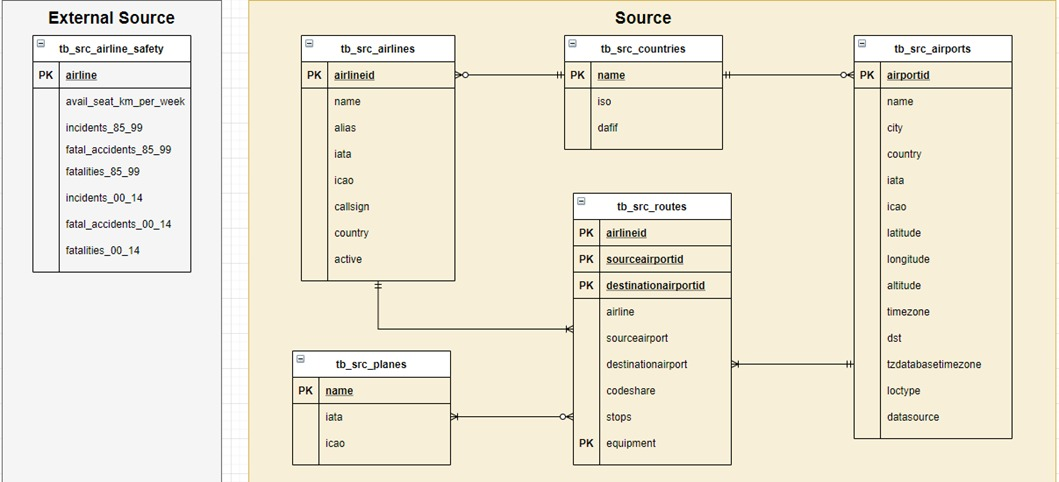 External Source
tb_src_airline_safety
PK airline
avail_seat_km_per_week
incidents_85_99
fatal_accidents_85_99
fatalities_85_99
incidents_00_14
fatal_accidents_00_14
fatalities_00_14
Source
tb_src_airlines
PK airlineid
name
alias
iata
icao
callsign
country
active
tb_src_countries
PK name
iso
dafif
tb_src_airports
PK airportid
name
city
country
iata
icao
latitude
longitude
altitude
timezone
dst
tzdatabasetimezone
loctype
datasource
tb_src_routes
PK airlineid
PK sourceairportid
PK destinationairportid
airline
sourceairport
destinationairport
codeshare
stops
PK equipment
tb_src_planes
PK name
iata
icao